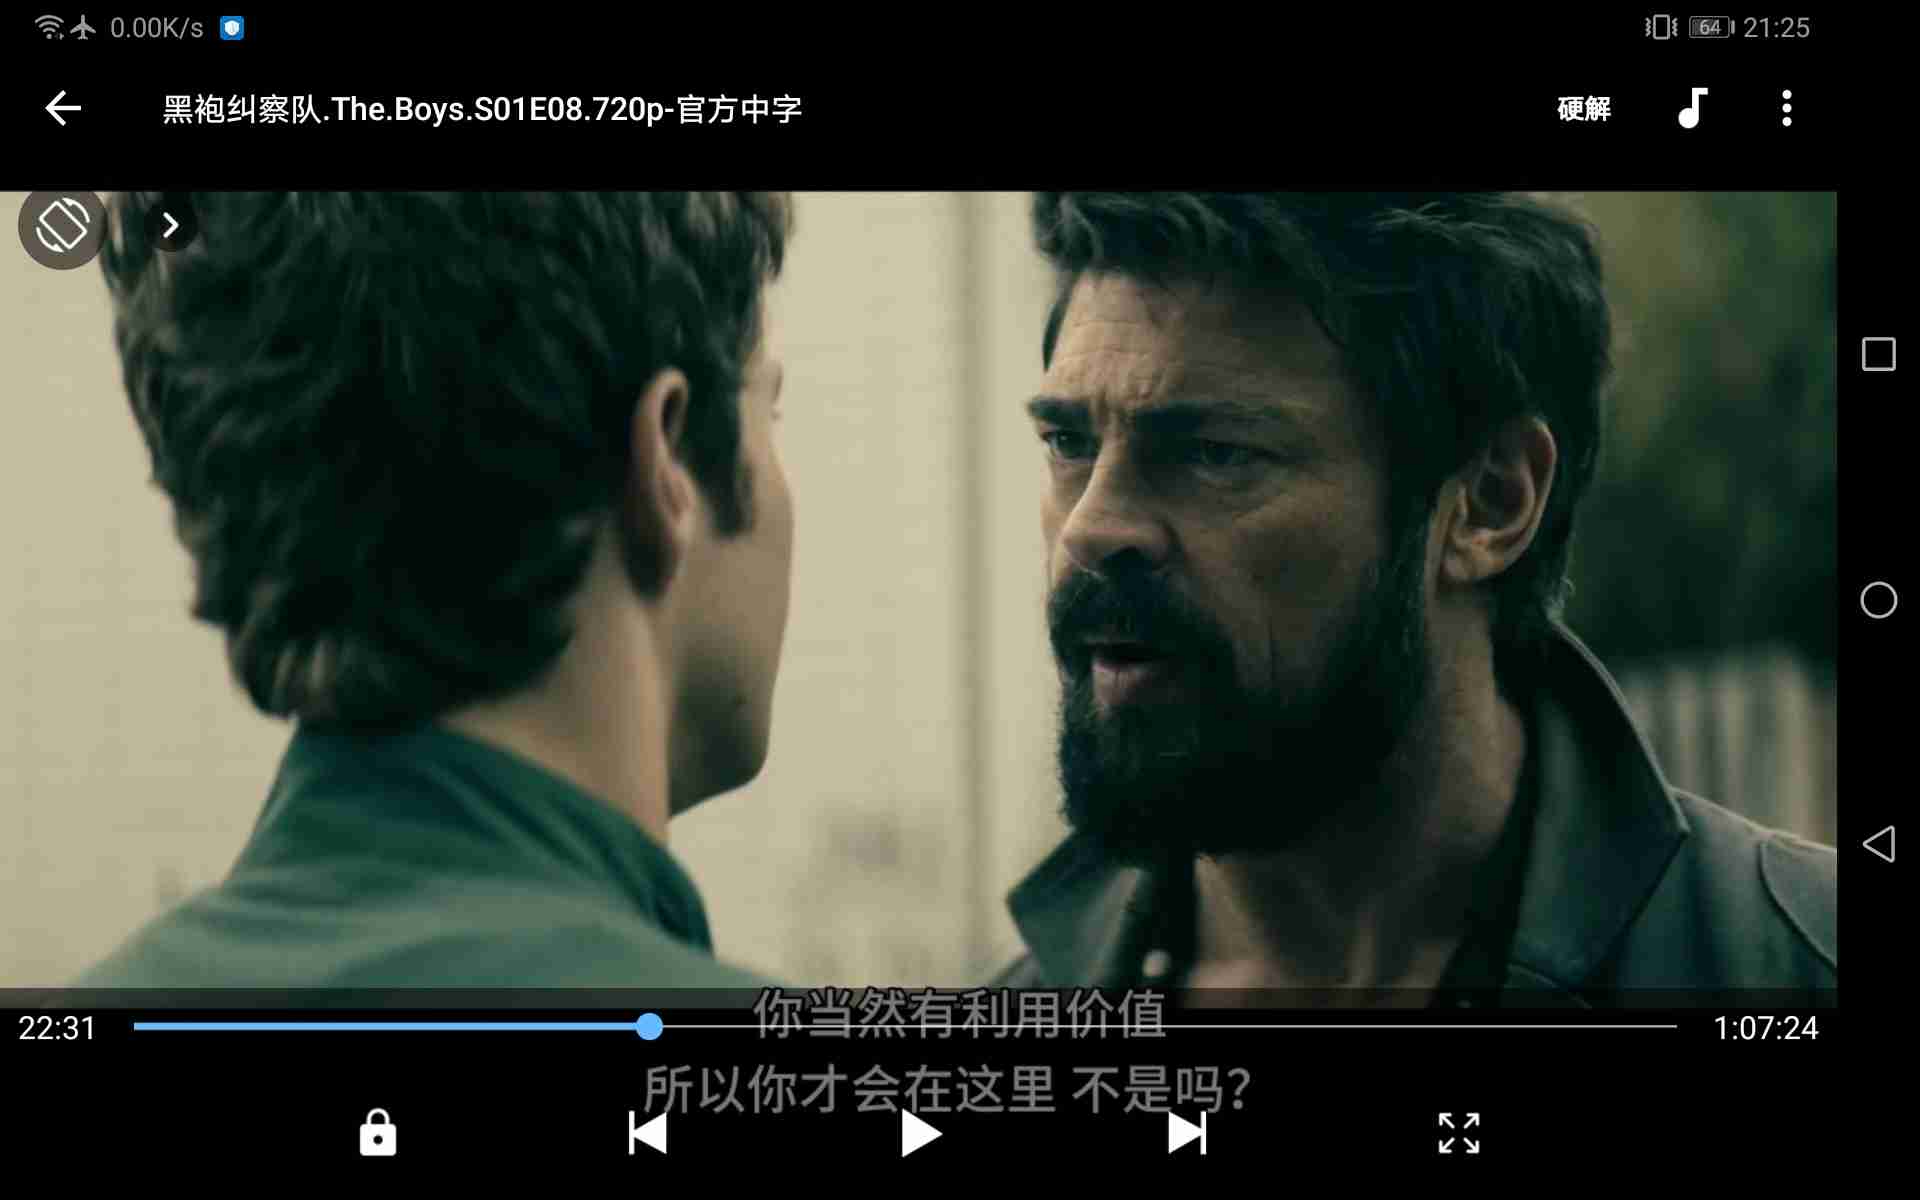 0.00K/s
64 21:25
黑袍纠察队.The.Boys.S01E08.720p-官方中字
硬解
22:31
你当然有利用价值
1:07:24
所以你才会在这里 不是吗?